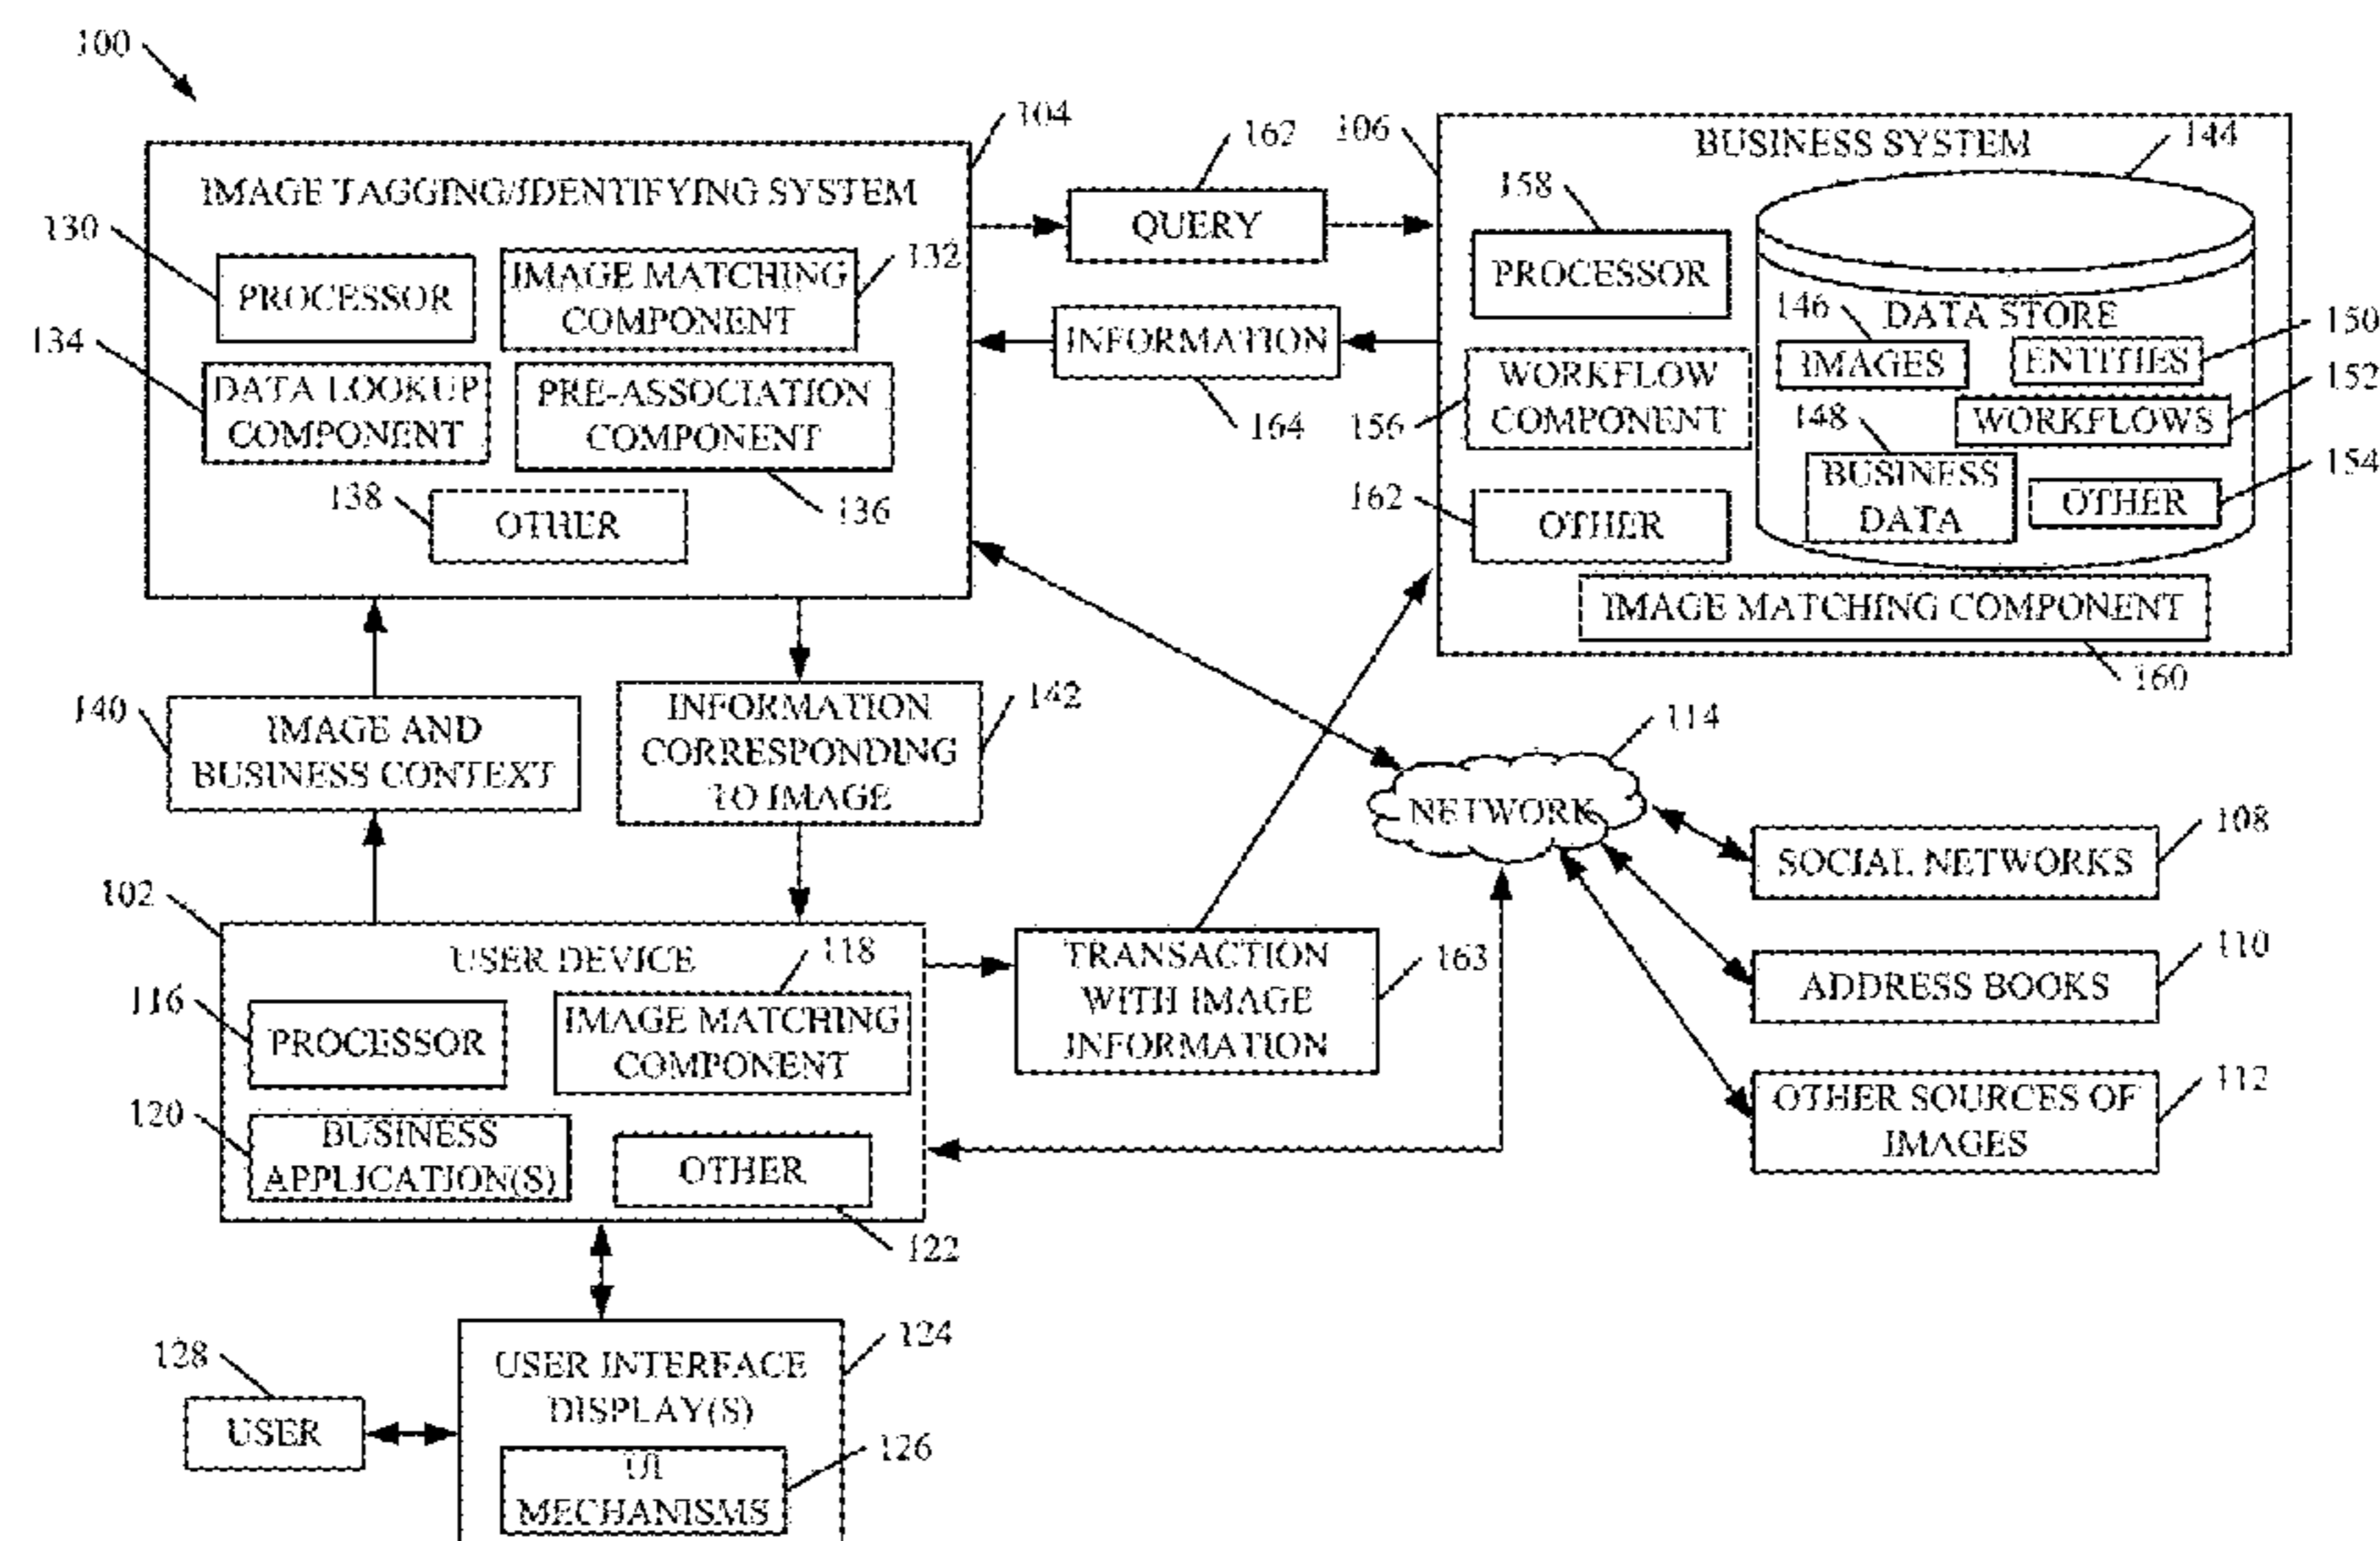 100
104
IMAGE TAGGING/IDENTIFYING SYSTEM
130
PROCESSOR
IMAGE MATCHING
COMPONENT
132
134
DATA LOOKUP
COMPONENT
PRE-ASSOCIATION
COMPONENT
136
138
OTHER
162
QUERY
INFORMATION
164
106
BUSINESS SYSTEM
144
158
PROCESSOR
DATA STORE
146
IMAGES
ENTITIES
150
WORKFLOW
COMPONENT
156
WORKFLOWS
152
148
BUSINESS
DATA
OTHER
154
162
OTHER
IMAGE MATCHING COMPONENT
160
140
IMAGE AND
BUSINESS CONTEXT
INFORMATION
CORRESPONDING
TO IMAGE
142
114
NETWORK
SOCIAL NETWORKS
108
ADDRESS BOOKS
110
OTHER SOURCES OF
IMAGES
112
102
USER DEVICE
116
PROCESSOR
118
IMAGE MATCHING
COMPONENT
120
BUSINESS
APPLICATION(S)
OTHER
122
TRANSACTION
WITH IMAGE
INFORMATION
163
128
USER
USER INTERFACE
DISPLAY(S)
124
UI
MECHANISMS
126